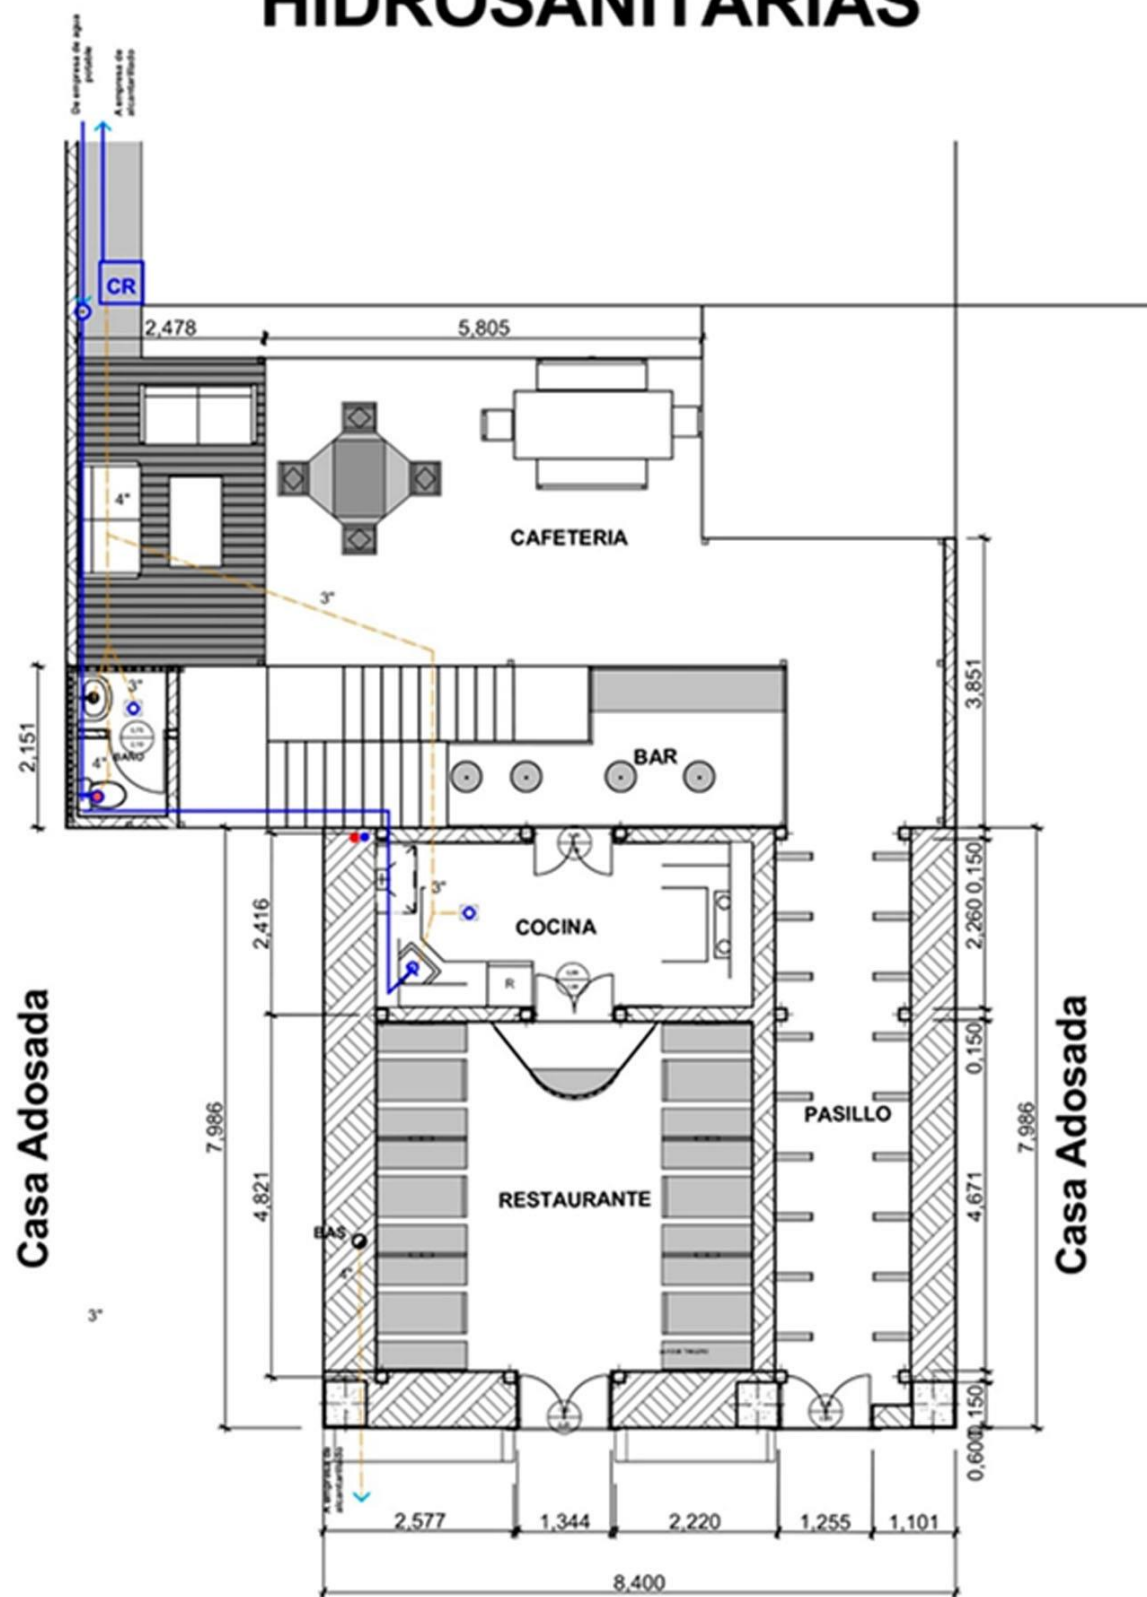 HIDROSANITARIAS
De empresa de agua
potable
A empresa de
alcantarillado
CR
2,478
5,805
4"
CAFETERIA
3"
3"
4"
BAÑO
2,151
3,851
BAR
3"
COCINA
R
2,416
0,150
2,260
0,150
Casa Adosada
7,986
4,821
PASILLO
RESTAURANTE
BAS
4"
3"
4,671
7,986
Casa Adosada
0,150
0,600
A empresa de
alcantarillado
2,577
1,344
2,220
1,255
1,101
8,400